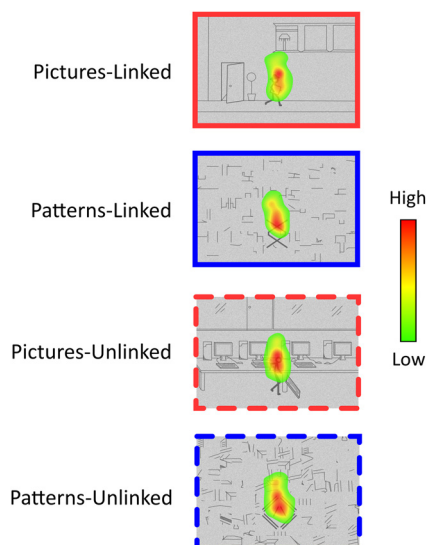 Pictures-Linked
Patterns-Linked
High
Pictures-Unlinked
Low
Patterns-Unlinked